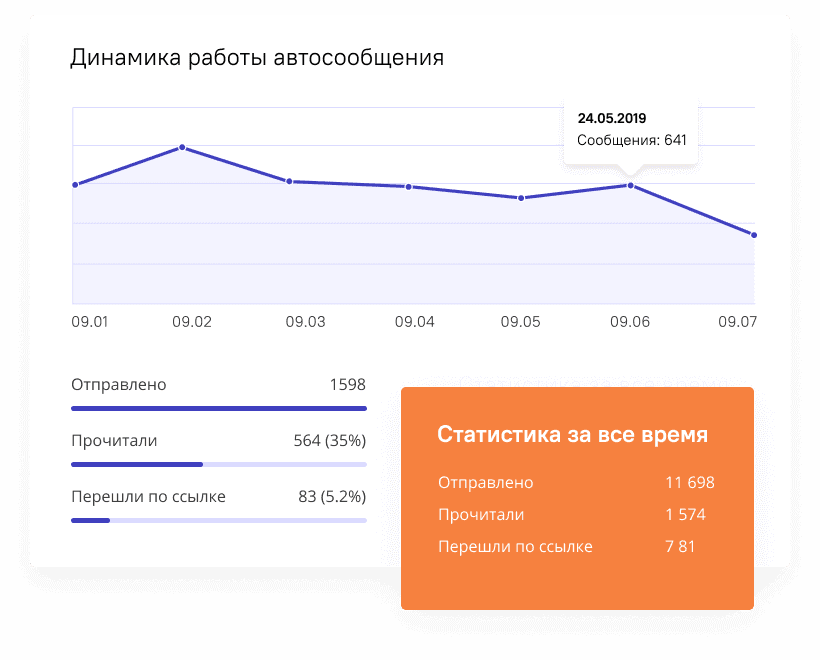 Динамика работы автосообщения
24.05.2019
Сообщения: 641
09.01 09.02 09.03 09.04 09.05 09.06 09.07
Отправлено 1598
Прочитали 564 (35%)
Перешли по ссылке 83 (5.2%)
Статистика за все время
Отправлено 11 698
Прочитали 1 574
Перешли по ссылке 7 81